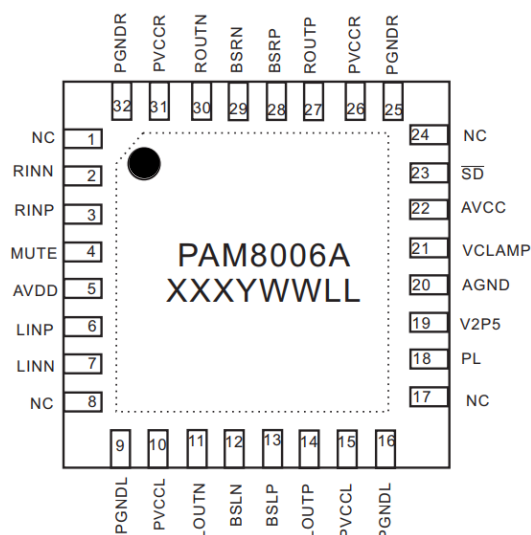 PGNDR PVCCR ROUTN BSRN BSRP ROUTP PVCCR PGNDR
32 31 30 29 28 27 26 25
NC 1
RINN 2
RINP 3
MUTE 4
AVDD 5
LINP 6
LINN 7
NC 8
PAM8006A
XXXYWWLL
24 NC
23 SD
22 AVCC
21 VCLAMP
20 AGND
19 V2P5
18 PL
17 NC
9 10 11 12 13 14 15 16
PGNDL PVCCL LOUTN BSLN BSLP LOUTP PVCCL PGNDL